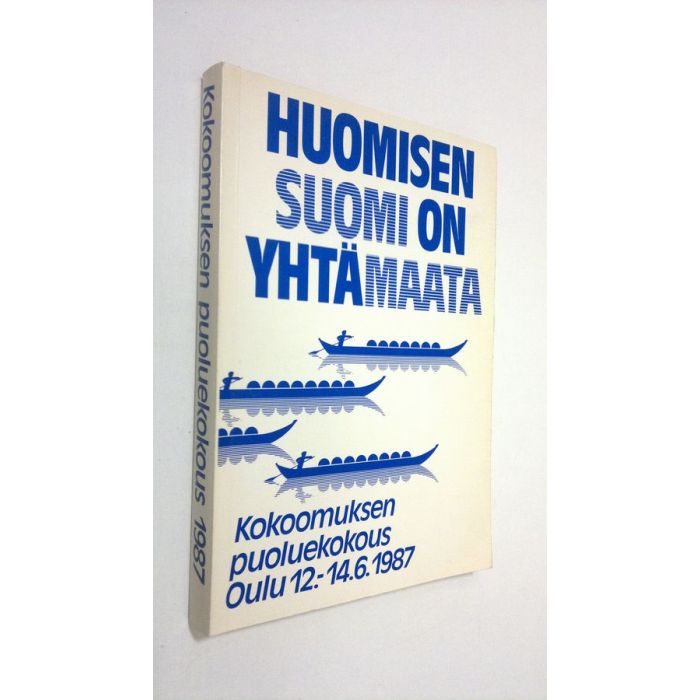 Kokoomuksen puoluekokous 1987
HUOMISEN
SUOMI ON
YHTÄMAATA
Kokoomuksen
puoluekokous
Oulu 12.-14.6.1987